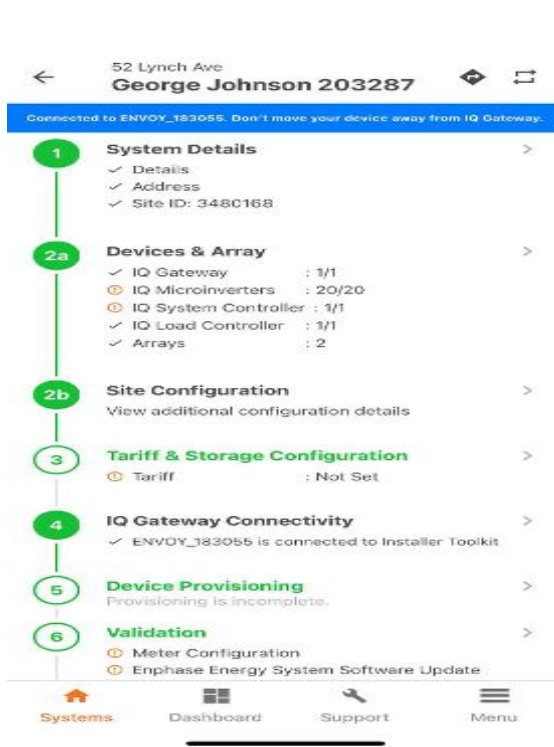 52 Lynch Ave
George Johnson 203287
Connected to ENVOY_183055. Don't move your device away from IQ Gateway.
1 System Details
Details
Address
Site ID: 3480168
2a Devices & Array
IQ Gateway : 1/1
IQ Microinverters : 20/20
IQ System Controller : 1/1
IQ Load Controller : 1/1
Arrays : 2
2b Site Configuration
View additional configuration details
3 Tariff & Storage Configuration
Tariff : Not Set
4 IQ Gateway Connectivity
ENVOY_183055 is connected to Installer Toolkit
5 Device Provisioning
Provisioning is incomplete.
6 Validation
Meter Configuration
Enphase Energy System Software Update
Systems Dashboard Support Menu